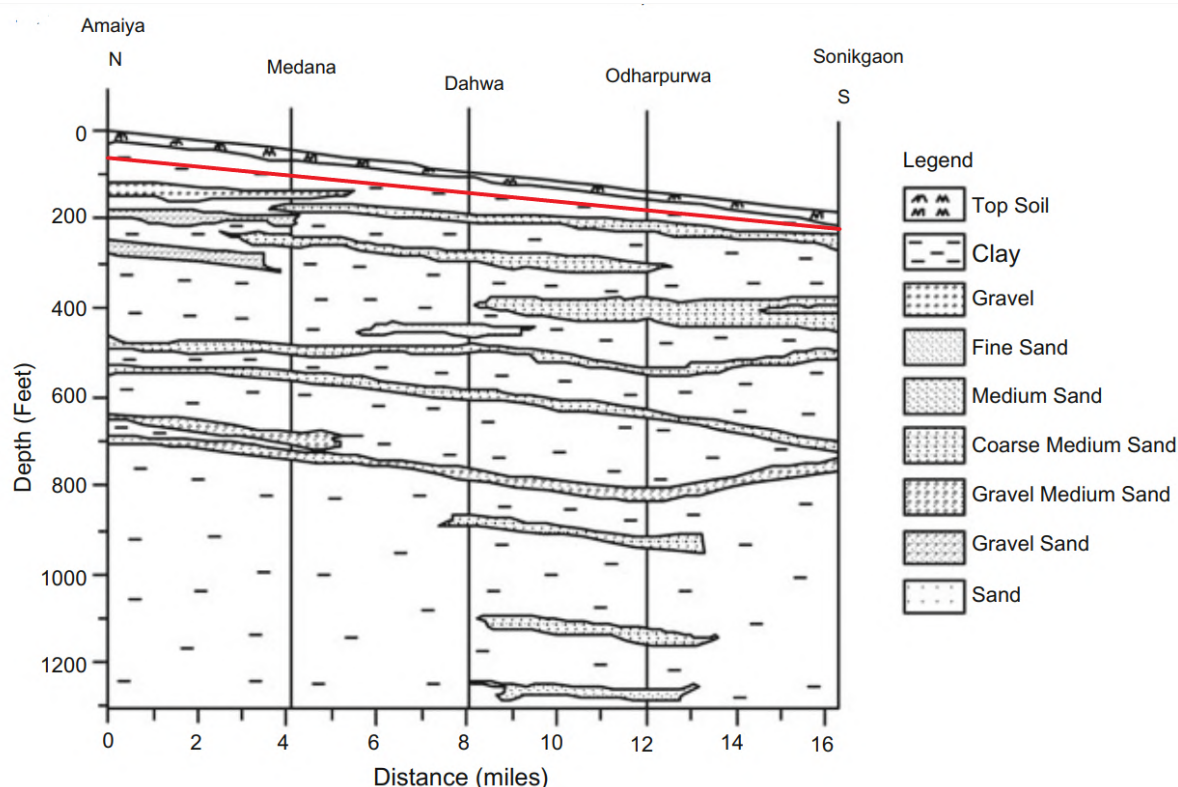 Amaiya
N
Medana
Dahwa
Odharpurwa
Sonikgaon
S
0
200
400
600
800
1000
1200
Depth (Feet)
0
2
4
6
8
10
12
14
16
Distance (miles)
Legend
Top Soil
Clay
Gravel
Fine Sand
Medium Sand
Coarse Medium Sand
Gravel Medium Sand
Gravel Sand
Sand